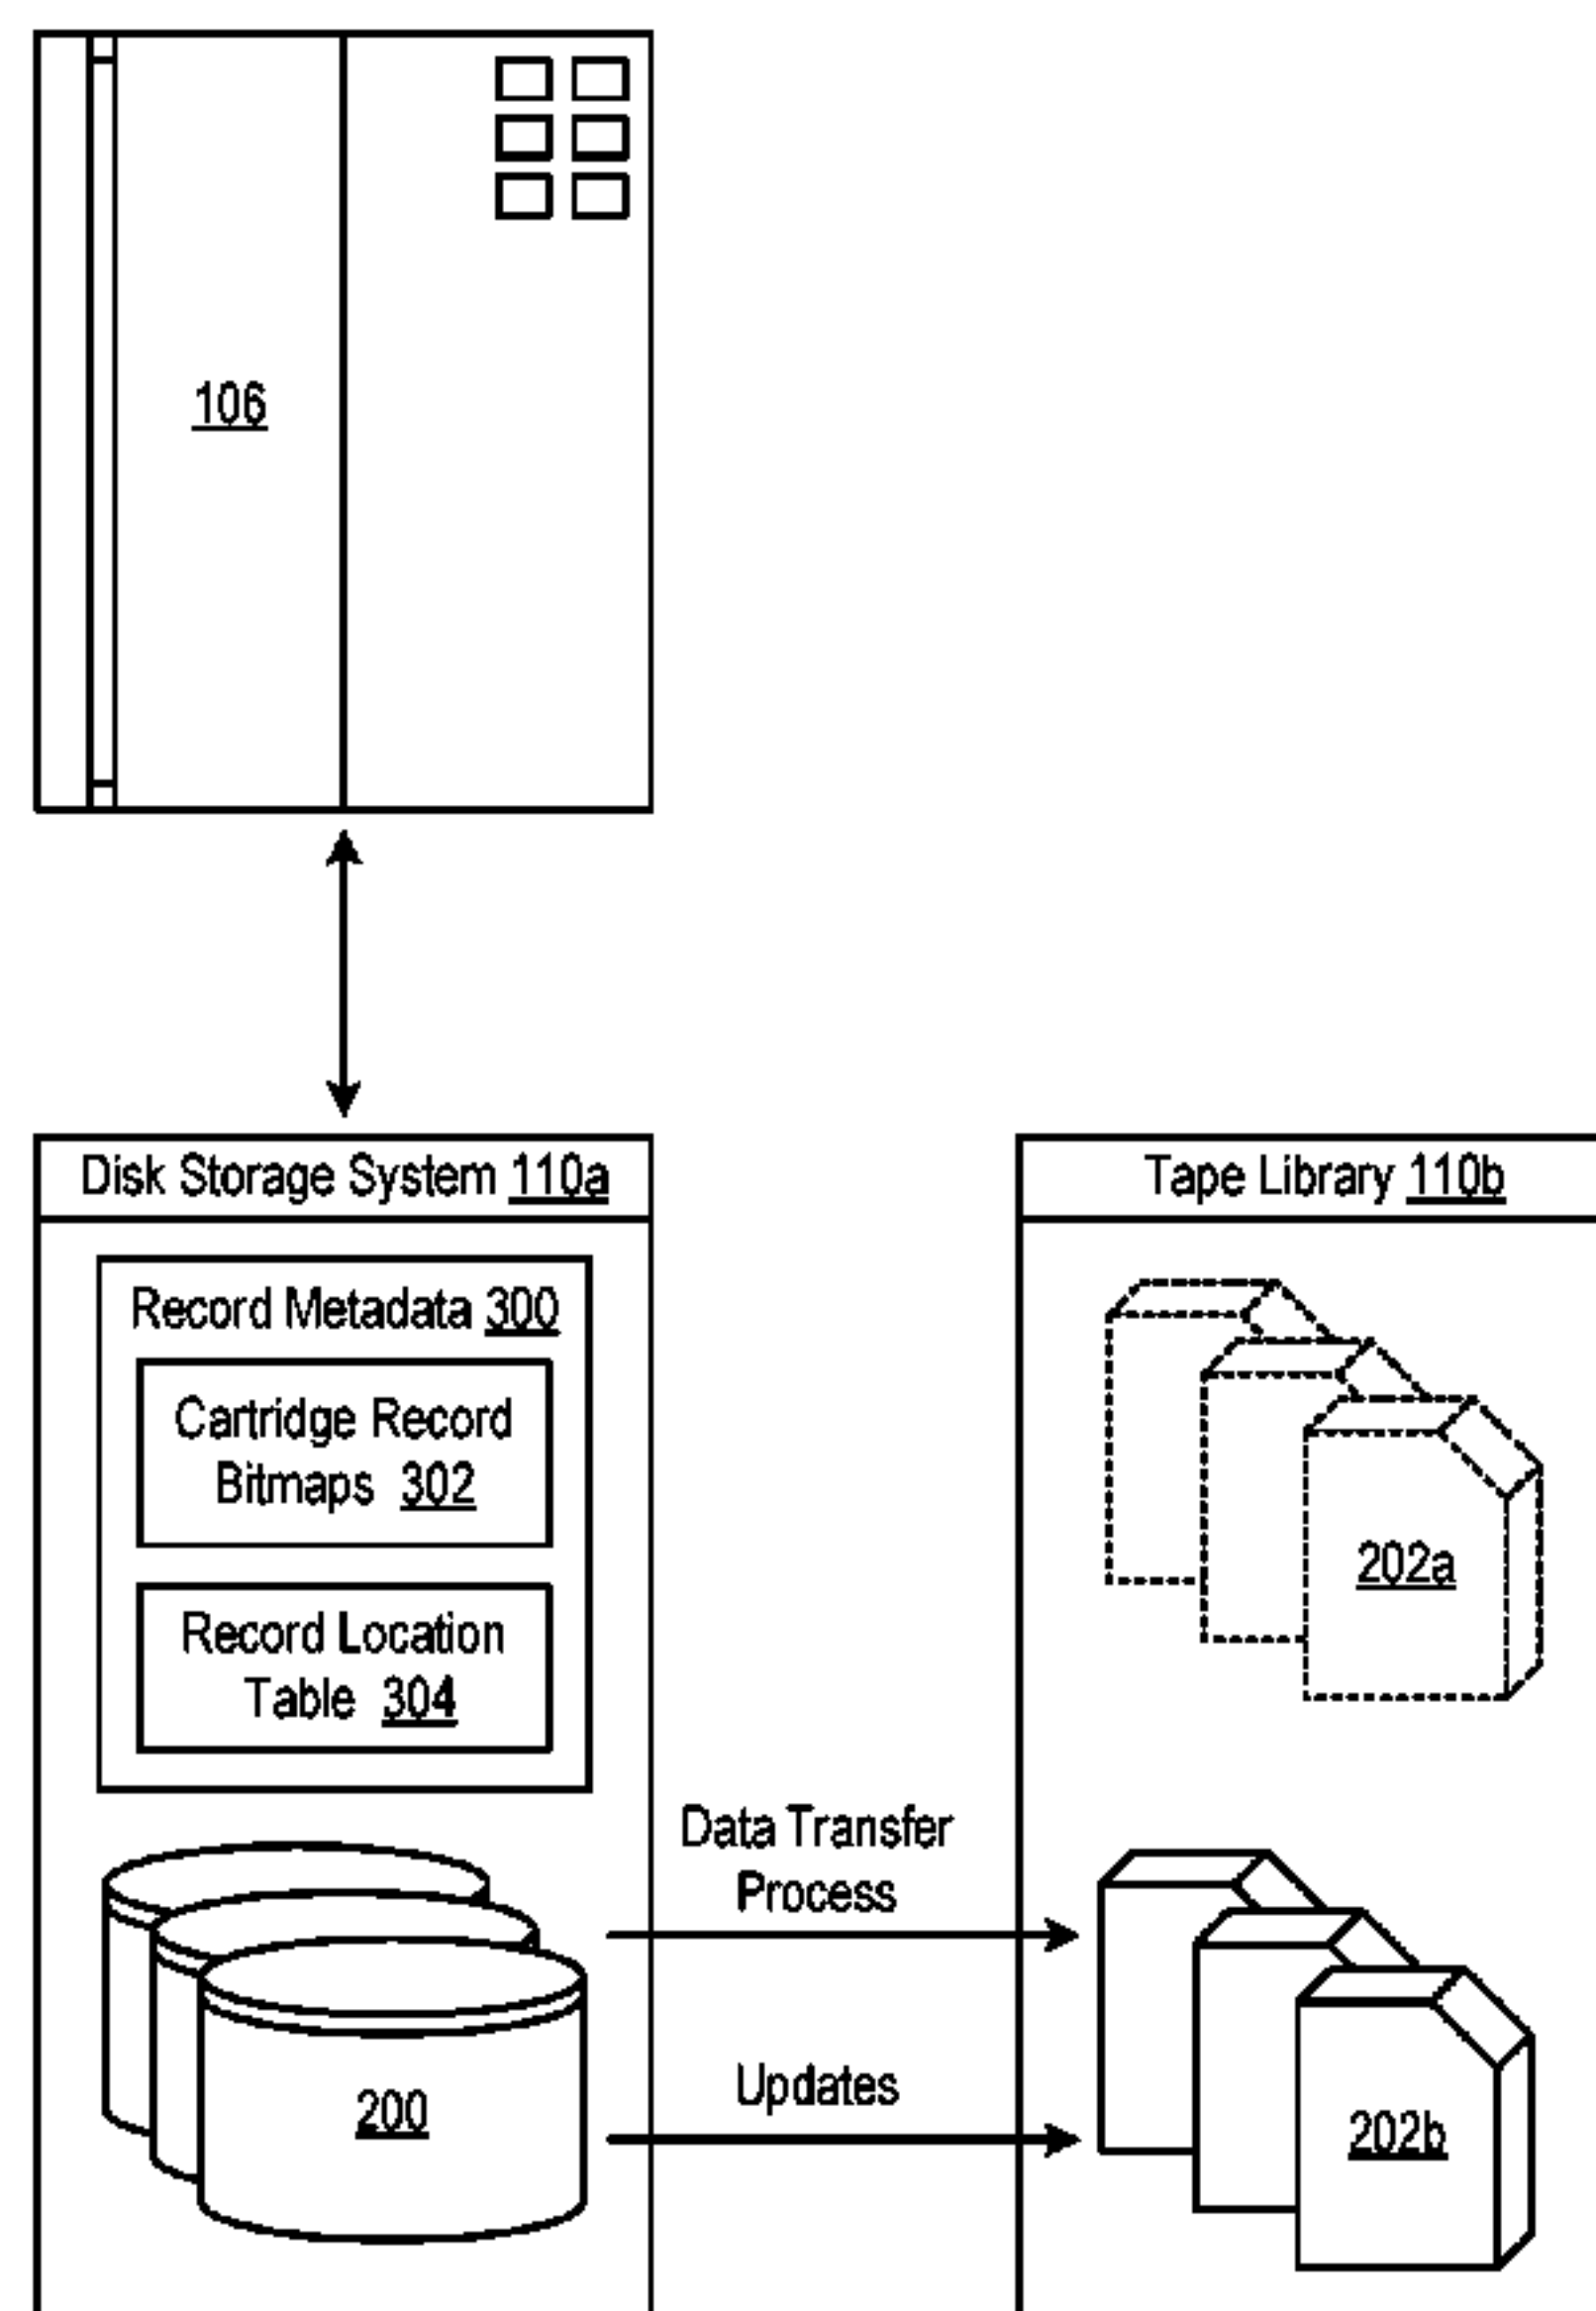 106
Disk Storage System 110a
Tape Library 110b
Record Metadata 300
Cartridge Record
Bitmaps 302
Record Location
Table 304
202a
Data Transfer
Process
Updates
200
202b